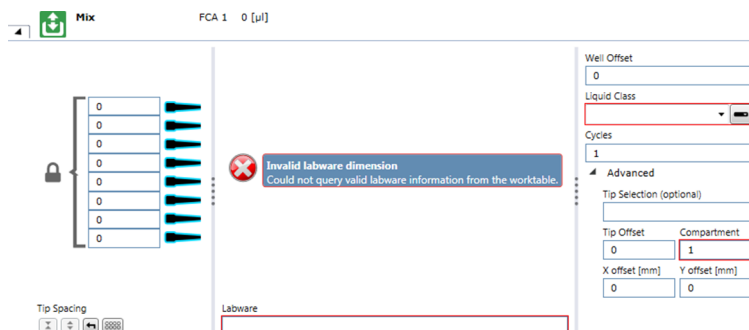 Mix
FCA 1 0 [µl]
0
0
0
0
0
0
0
0
Tip Spacing
Invalid labware dimension
Could not query valid labware information from the worktable.
Labware
Well Offset
0
Liquid Class
Cycles
1
Advanced
Tip Selection (optional)
Tip Offset Compartment
0 1
X offset [mm] Y offset [mm]
0 0